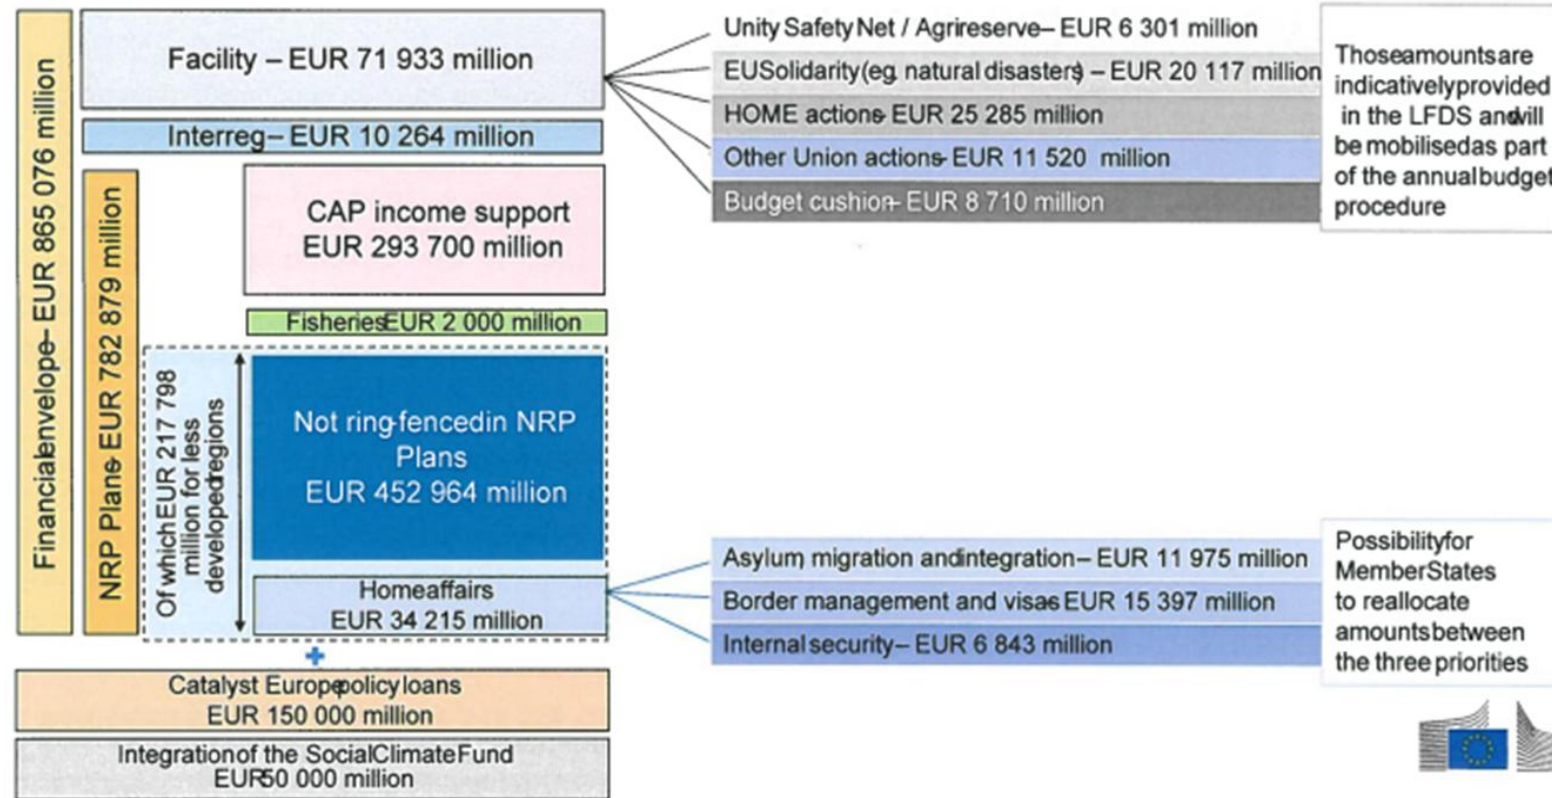 Financial envelope– EUR 865 076 million
NRP Plans EUR 782 879 million
Facility – EUR 71 933 million
Interreg– EUR 10 264 million
CAP income support
EUR 293 700 million
Fisheries EUR 2 000 million
Of which EUR 217 798
million for less
developed regions
Not ring-fenced in NRP
Plans
EUR 452 964 million
Home affairs
EUR 34 215 million
+
Catalyst Europe policy loans
EUR 150 000 million
Integration of the Social Climate Fund
EUR 50 000 million
Unity Safety Net / Agrireserve– EUR 6 301 million
EU Solidarity (eg. natural disasters) – EUR 20 117 million
HOME actions– EUR 25 285 million
Other Union actions– EUR 11 520 million
Budget cushion– EUR 8 710 million
Those amounts are
indicatively provided
in the LFDS and will
be mobilised as part
of the annual budget
procedure
Asylum, migration and integration– EUR 11 975 million
Border management and visas EUR 15 397 million
Internal security– EUR 6 843 million
Possibility for
Member States
to reallocate
amounts between
the three priorities